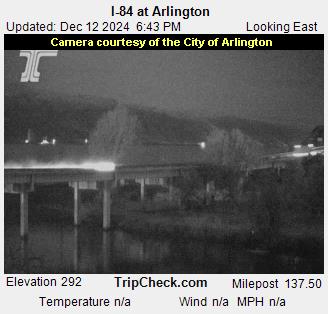 I-84 at Arlington
Updated: Dec 12 2024 6:43 PM Looking East
Camera courtesy of the City of Arlington
Elevation 292 TripCheck.com Milepost 137.50
Temperature n/a Wind n/a MPH n/a